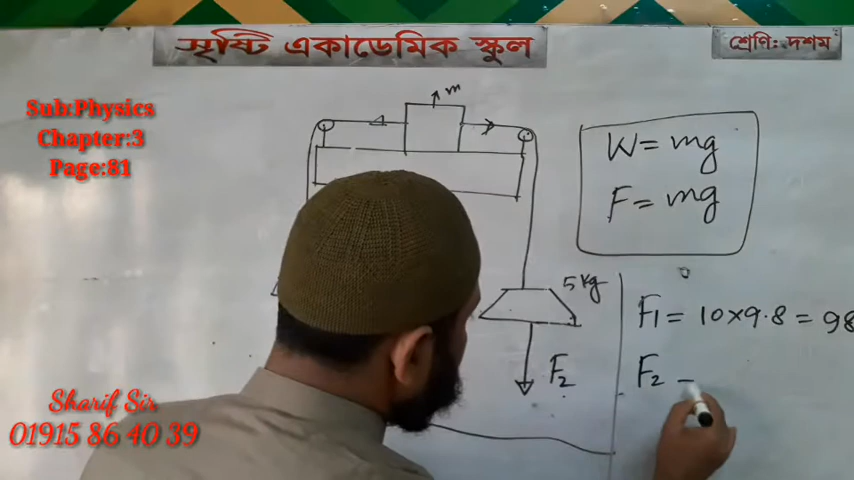 সৃষ্টি একাডেমিক স্কুল
শ্রেণি: দশম
Sub:Physics
Chapter:3
Page:81
m
W = mg
F = mg
5kg
F₁ = 10×9.8 = 98
F₂
F₂ –
Sharif Sir
01915 86 40 39